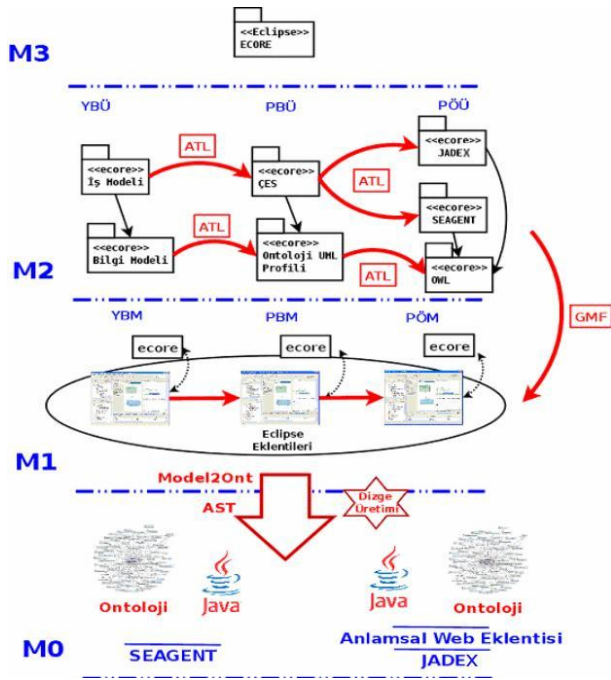 M3
<<Eclipse>>
ECORE
YBÜ
PBÜ
PÖÜ
ATL
ATL
<<ecore>>
İş Modeli
<<ecore>>
ÇES
<<ecore>>
JADEX
<<ecore>>
SEAGENT
ATL
ATL
<<ecore>>
Bilgi Modeli
<<ecore>>
Ontoloji UML
Profili
<<ecore>>
OWL
M2
YBM
PBM
PÖM
GMF
ecore
ecore
ecore
Eclipse
Eklentileri
M1
Model2Ont
AST
Dizge
Üretimi
Ontoloji
Java
Java
Ontoloji
M0
SEAGENT
Anlamsal Web Eklentisi
JADEX